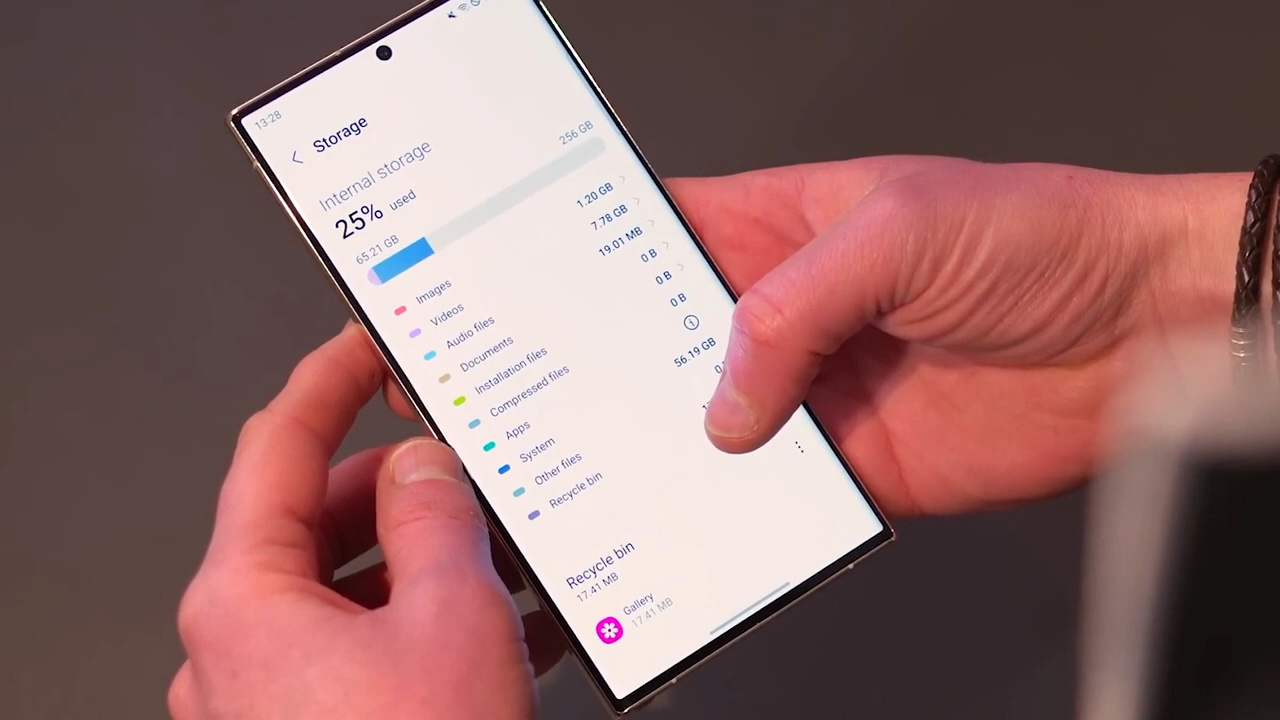 13:28
Storage
Internal storage
25% used
65.21 GB 256 GB
Images 1.20 GB
Videos 7.78 GB
Audio files 19.01 MB
Documents 0 B
Installation files 0 B
Compressed files 0 B
Apps
System 56.19 GB
Other files
Recycle bin
Recycle bin
17.41 MB
Gallery
17.41 MB